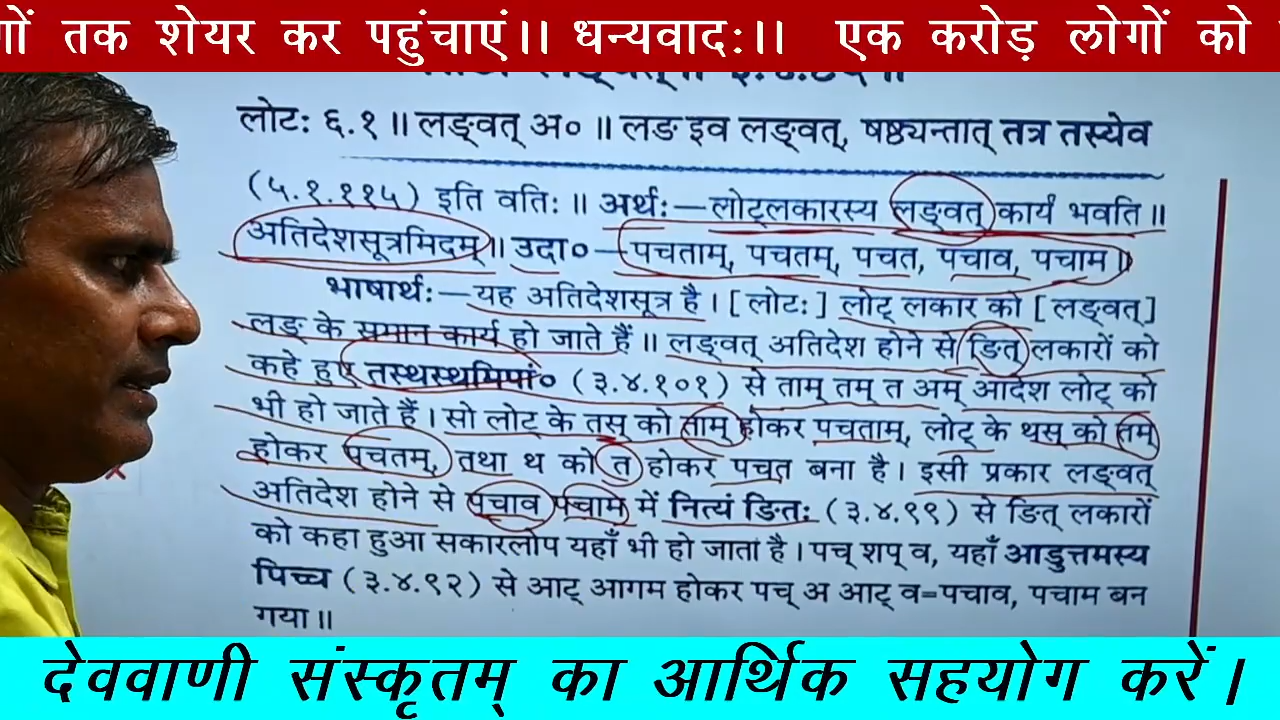 गों तक शेयर कर पहुंचाएं।। धन्यवादः।। एक करोड़ लोगों को
लोटः ६.१ ॥ लङ्वत् अ० ॥ लङ इव लङ्वत्, षष्ठ्यन्तात् तत्र तस्येव
(५.१.११५) इति वतिः ॥ अर्थः—लोट्लकारस्य लङ्वत् कार्यं भवति ॥
अतिदेशसूत्रमिदम् ॥ उदा०—पचताम्, पचतम्, पचत, पचाव, पचाम ॥
भाषार्थः—यह अतिदेशसूत्र है । [ लोटः ] लोट् लकार को [ लङ्वत् ]
लङ् के समान कार्य हो जाते हैं ॥ लङ्वत् अतिदेश होने से ङित् लकारों को
कहे हुए तस्थस्थमिपां० (३.४.१०१) से ताम् तम् त अम् आदेश लोट् को
भी हो जाते हैं । सो लोट् के तस् को ताम् होकर पचताम्, लोट् के थस् को तम्
होकर पचतम्, तथा थ को त होकर पचत बना है । इसी प्रकार लङ्वत्
अतिदेश होने से पचाव पचाम में नित्यं ङितः (३.४.९९) से ङित् लकारों
को कहा हुआ सकारलोप यहाँ भी हो जाता है । पच् शप् व, यहाँ आडुत्तमस्य
पिच्च (३.४.९२) से आट् आगम होकर पच् अ आट् व=पचाव, पचाम बन
गया ॥
देववाणी संस्कृतम् का आर्थिक सहयोग करें।